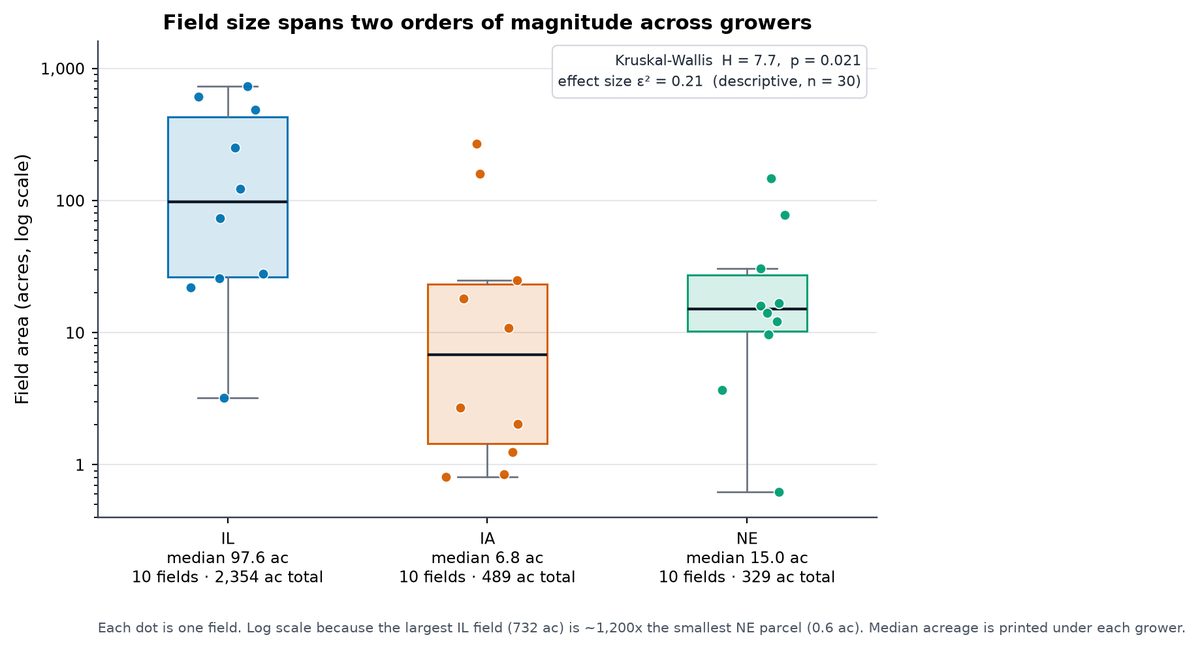 Field size spans two orders of magnitude across growers
Kruskal-Wallis H = 7.7, p = 0.021
effect size ε² = 0.21 (descriptive, n = 30)
Field area (acres, log scale)
1,000
100
10
1
IL
median 97.6 ac
10 fields · 2,354 ac total
IA
median 6.8 ac
10 fields · 489 ac total
NE
median 15.0 ac
10 fields · 329 ac total
Each dot is one field. Log scale because the largest IL field (732 ac) is ~1,200x the smallest NE parcel (0.6 ac). Median acreage is printed under each grower.